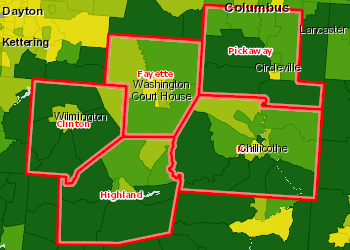 Columbus
Dayton
Lancaster
Kettering
Pickaway
Circleville
Fayette
Washington
Court House
Wilmington
Clinton
Chillicothe
Highland